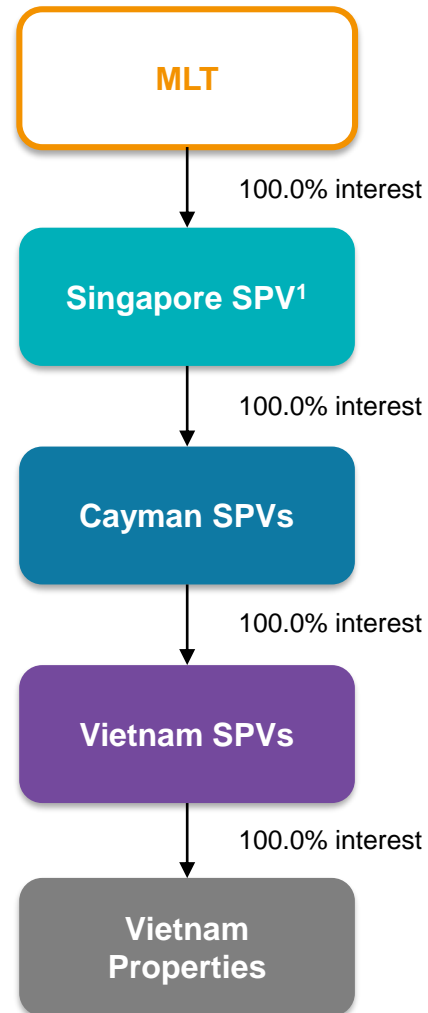 MLT
100.0% interest
Singapore SPV¹
100.0% interest
Cayman SPVs
100.0% interest
Vietnam SPVs
100.0% interest
Vietnam
Properties